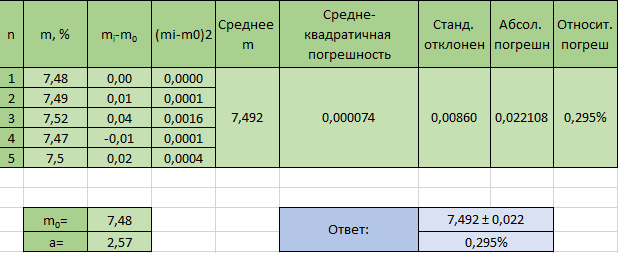 n m, % mi-m0 (mi-m0)2 Среднее m Средне-квадратичная погрешность Станд. отклонен Абсол. погрешн Относит. погреш
1 7,48 0,00 0,0000
2 7,49 0,01 0,0001
3 7,52 0,04 0,0016 7,492 0,000074 0,00860 0,022108 0,295%
4 7,47 -0,01 0,0001
5 7,5 0,02 0,0004
m0= 7,48 Ответ: 7,492 ± 0,022
a= 2,57 0,295%